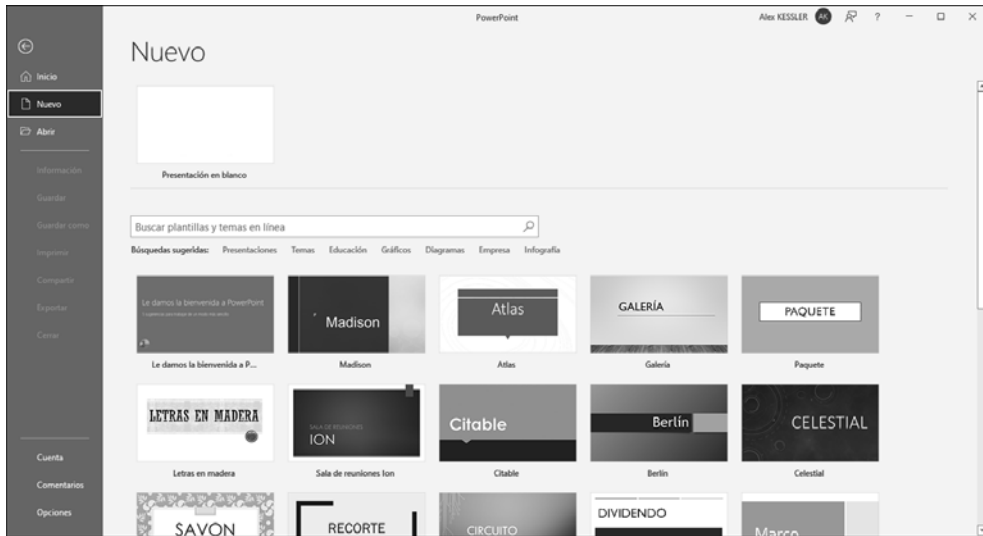 PowerPoint
Alex KESSLER AK ?
Nuevo
Inicio
Nuevo
Abrir
Información
Guardar
Guardar como
Imprimir
Compartir
Exportar
Cerrar
Cuenta
Comentarios
Opciones
Presentación en blanco
Buscar plantillas y temas en línea
Búsquedas sugeridas: Presentaciones Temas Educación Gráficos Diagramas Empresa Infografía
Le damos la bienvenida a PowerPoint
Madison
Atlas
GALERÍA
PAQUETE
Le damos la bienvenida a P...
Madison
Atlas
Galería
Paquete
LETRAS EN MADERA
SALA DE REUNIONES
ION
Citable
Berlín
CELESTIAL
Letras en madera
Sala de reuniones Ion
Citable
Berlín
Celestial
SAVON
RECORTE
CIRCUITO
DIVIDENDO
Marco